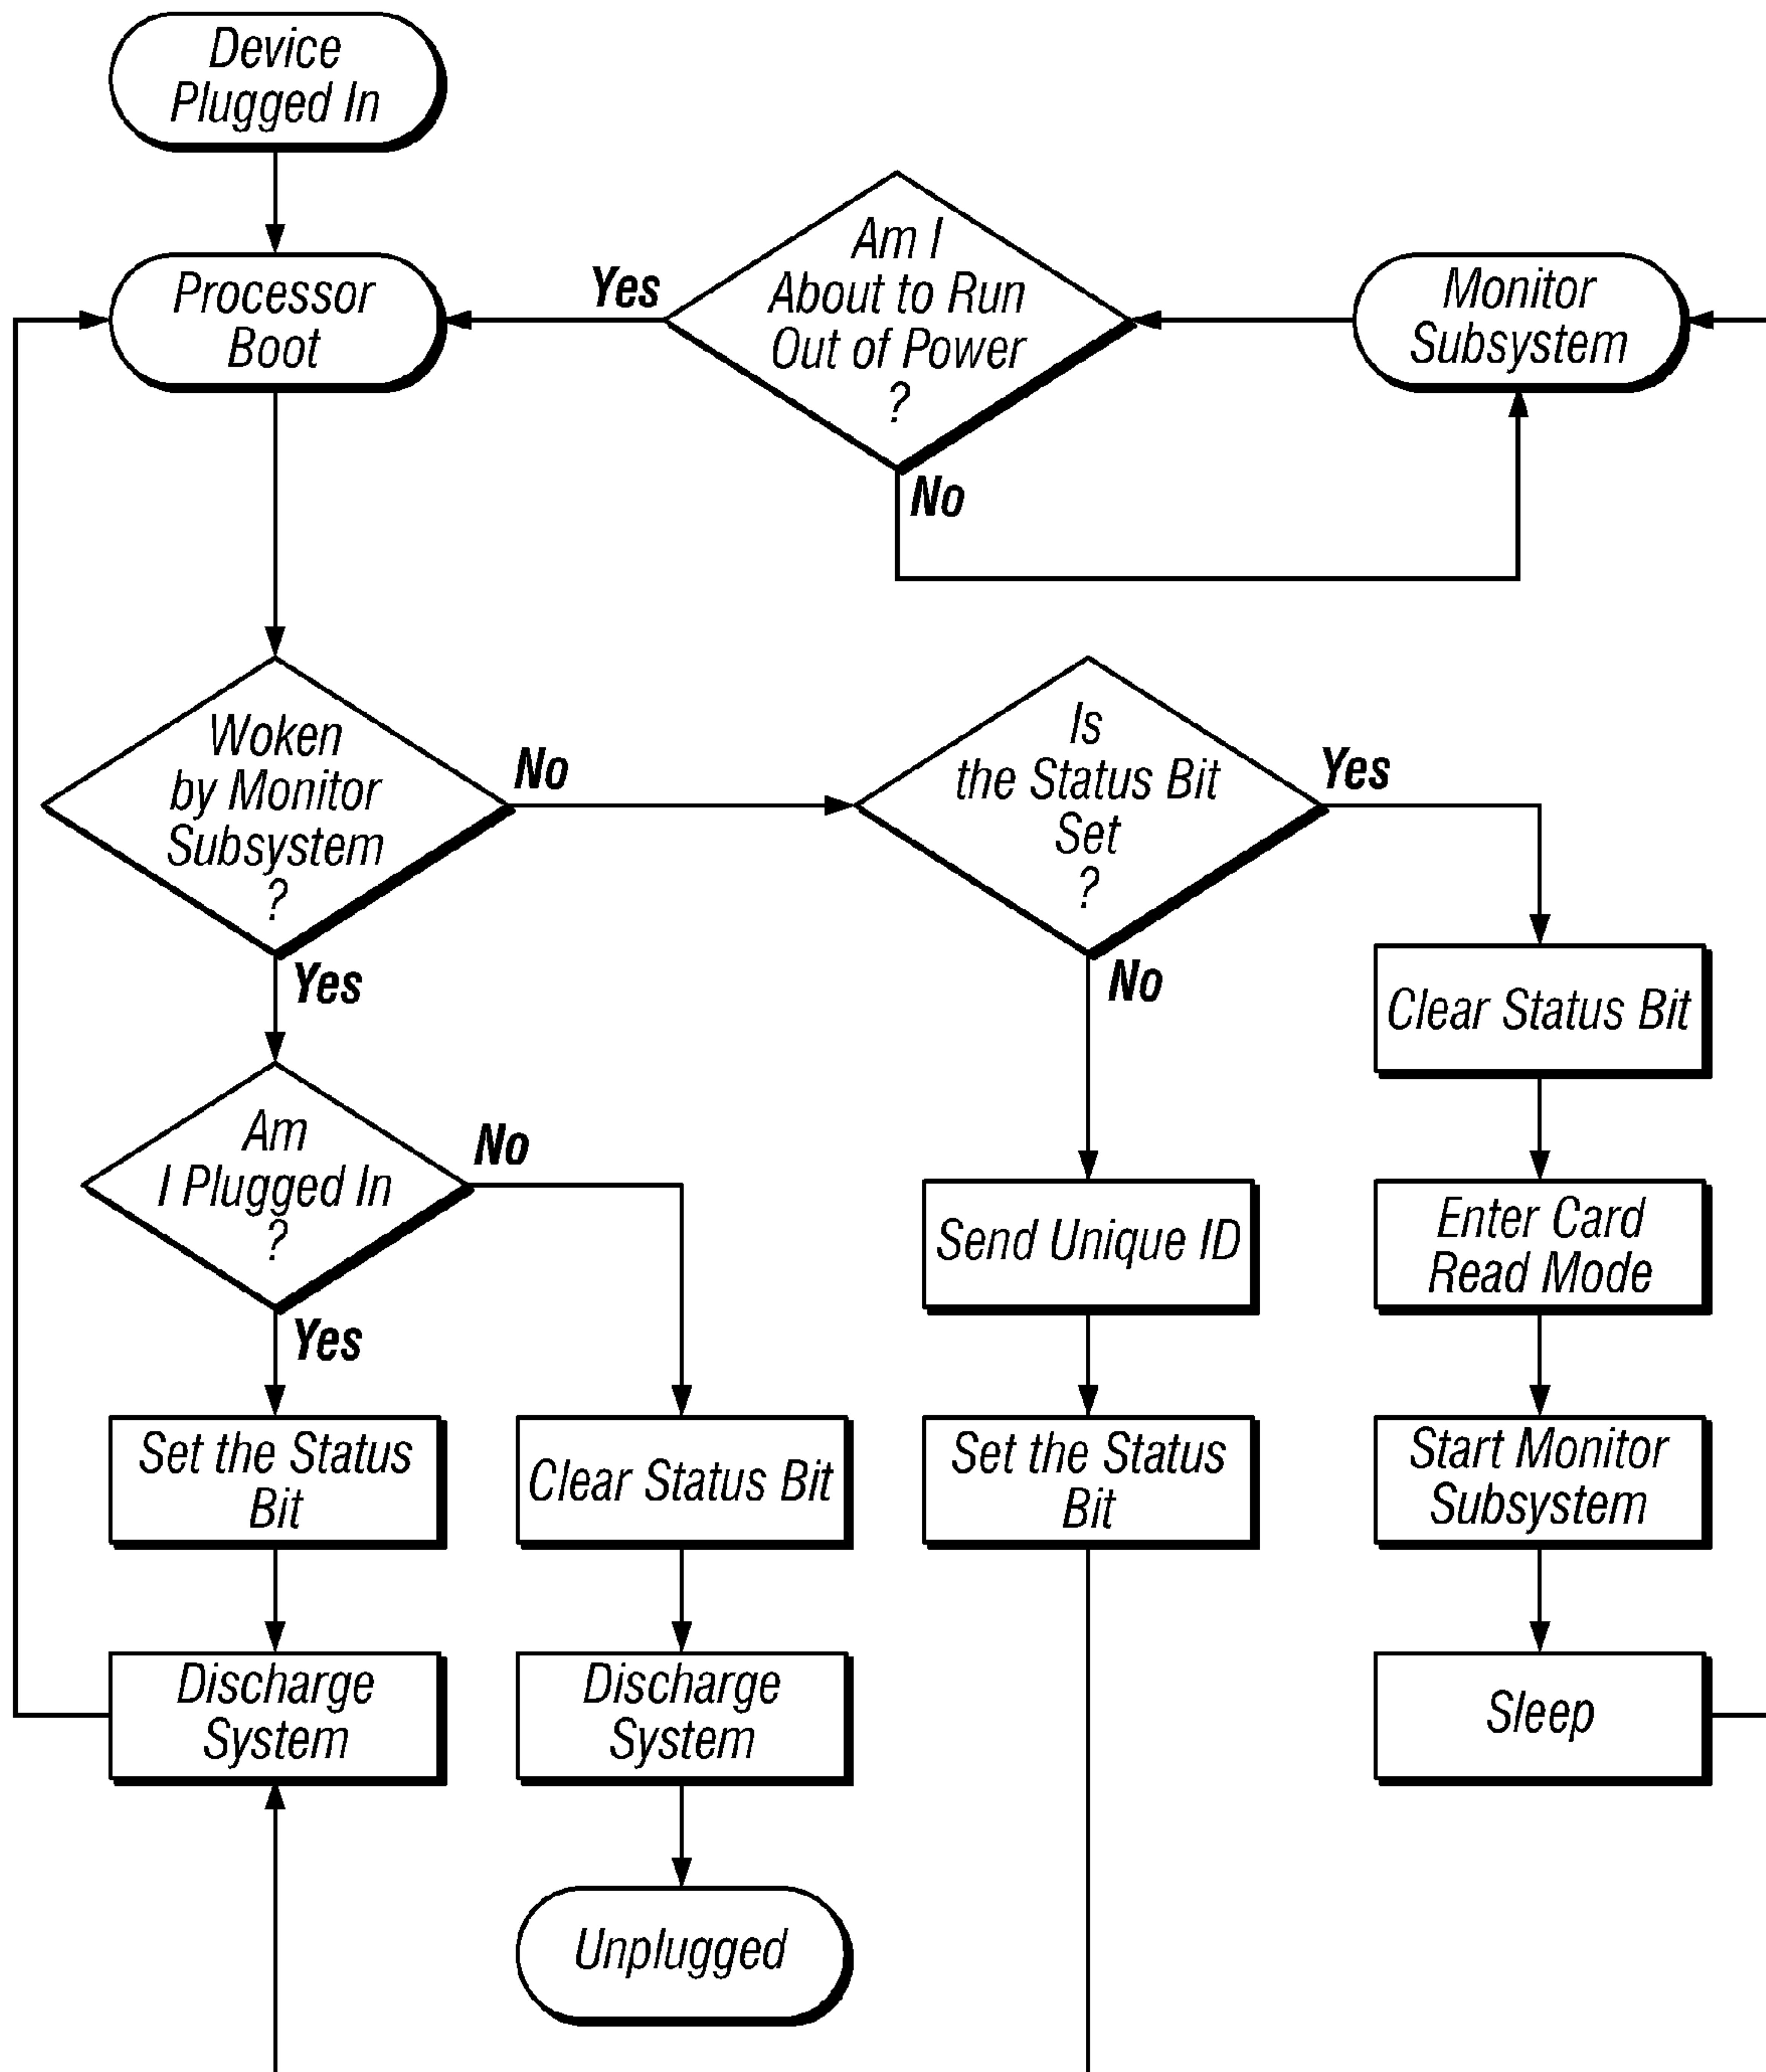 Device
Plugged In
Processor
Boot
Yes
Am I
About to Run
Out of Power
?
No
Monitor
Subsystem
Woken
by Monitor
Subsystem
?
No
Yes
Is
the Status Bit
Set
?
Yes
No
Clear Status Bit
Am
I Plugged In
?
No
Yes
Send Unique ID
Enter Card
Read Mode
Set the Status
Bit
Clear Status Bit
Set the Status
Bit
Start Monitor
Subsystem
Discharge
System
Discharge
System
Sleep
Unplugged